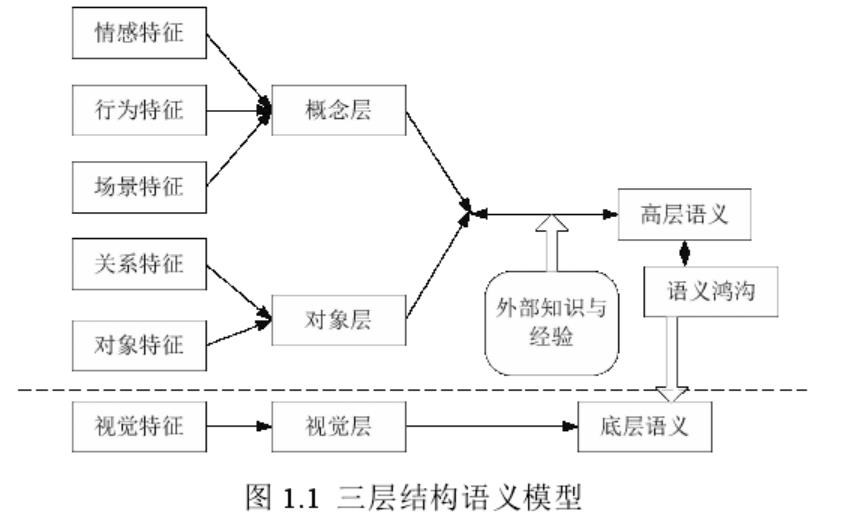 情感特征
行为特征
概念层
场景特征
高层语义
关系特征
语义鸿沟
外部知识与
经验
对象层
对象特征
视觉特征
视觉层
底层语义
图 1.1 三层结构语义模型